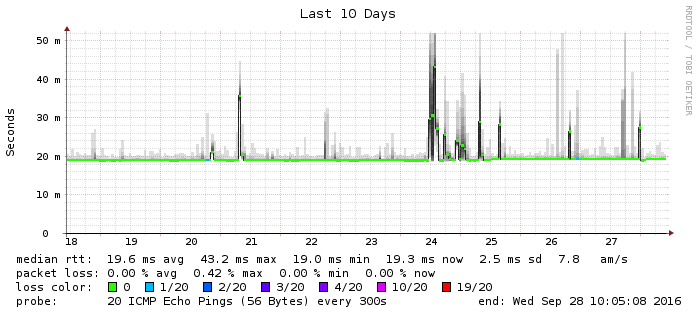 Last 10 Days
RRDTOOL / TOBI OETIKER
Seconds
50 m
40 m
30 m
20 m
10 m
0
18 19 20 21 22 23 24 25 26 27
median rtt: 19.6 ms avg 43.2 ms max 19.0 ms min 19.3 ms now 2.5 ms sd 7.8 am/s
packet loss: 0.00 % avg 0.42 % max 0.00 % min 0.00 % now
loss color: 0 1/20 2/20 3/20 4/20 10/20 19/20
probe: 20 ICMP Echo Pings (56 Bytes) every 300s end: Wed Sep 28 10:05:08 2016